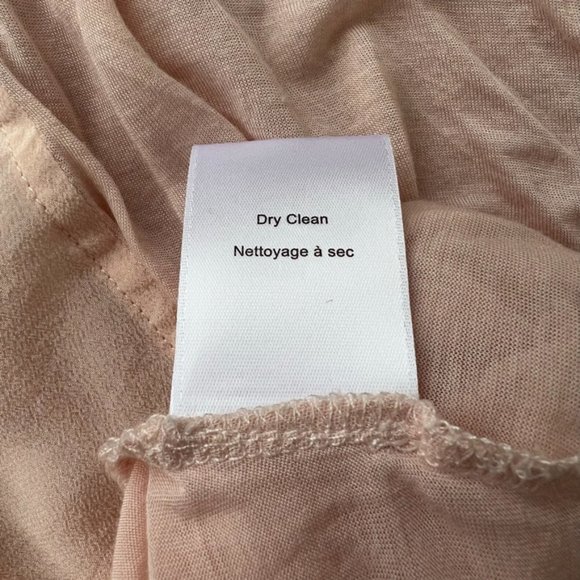 Dry Clean
Nettoyage à sec